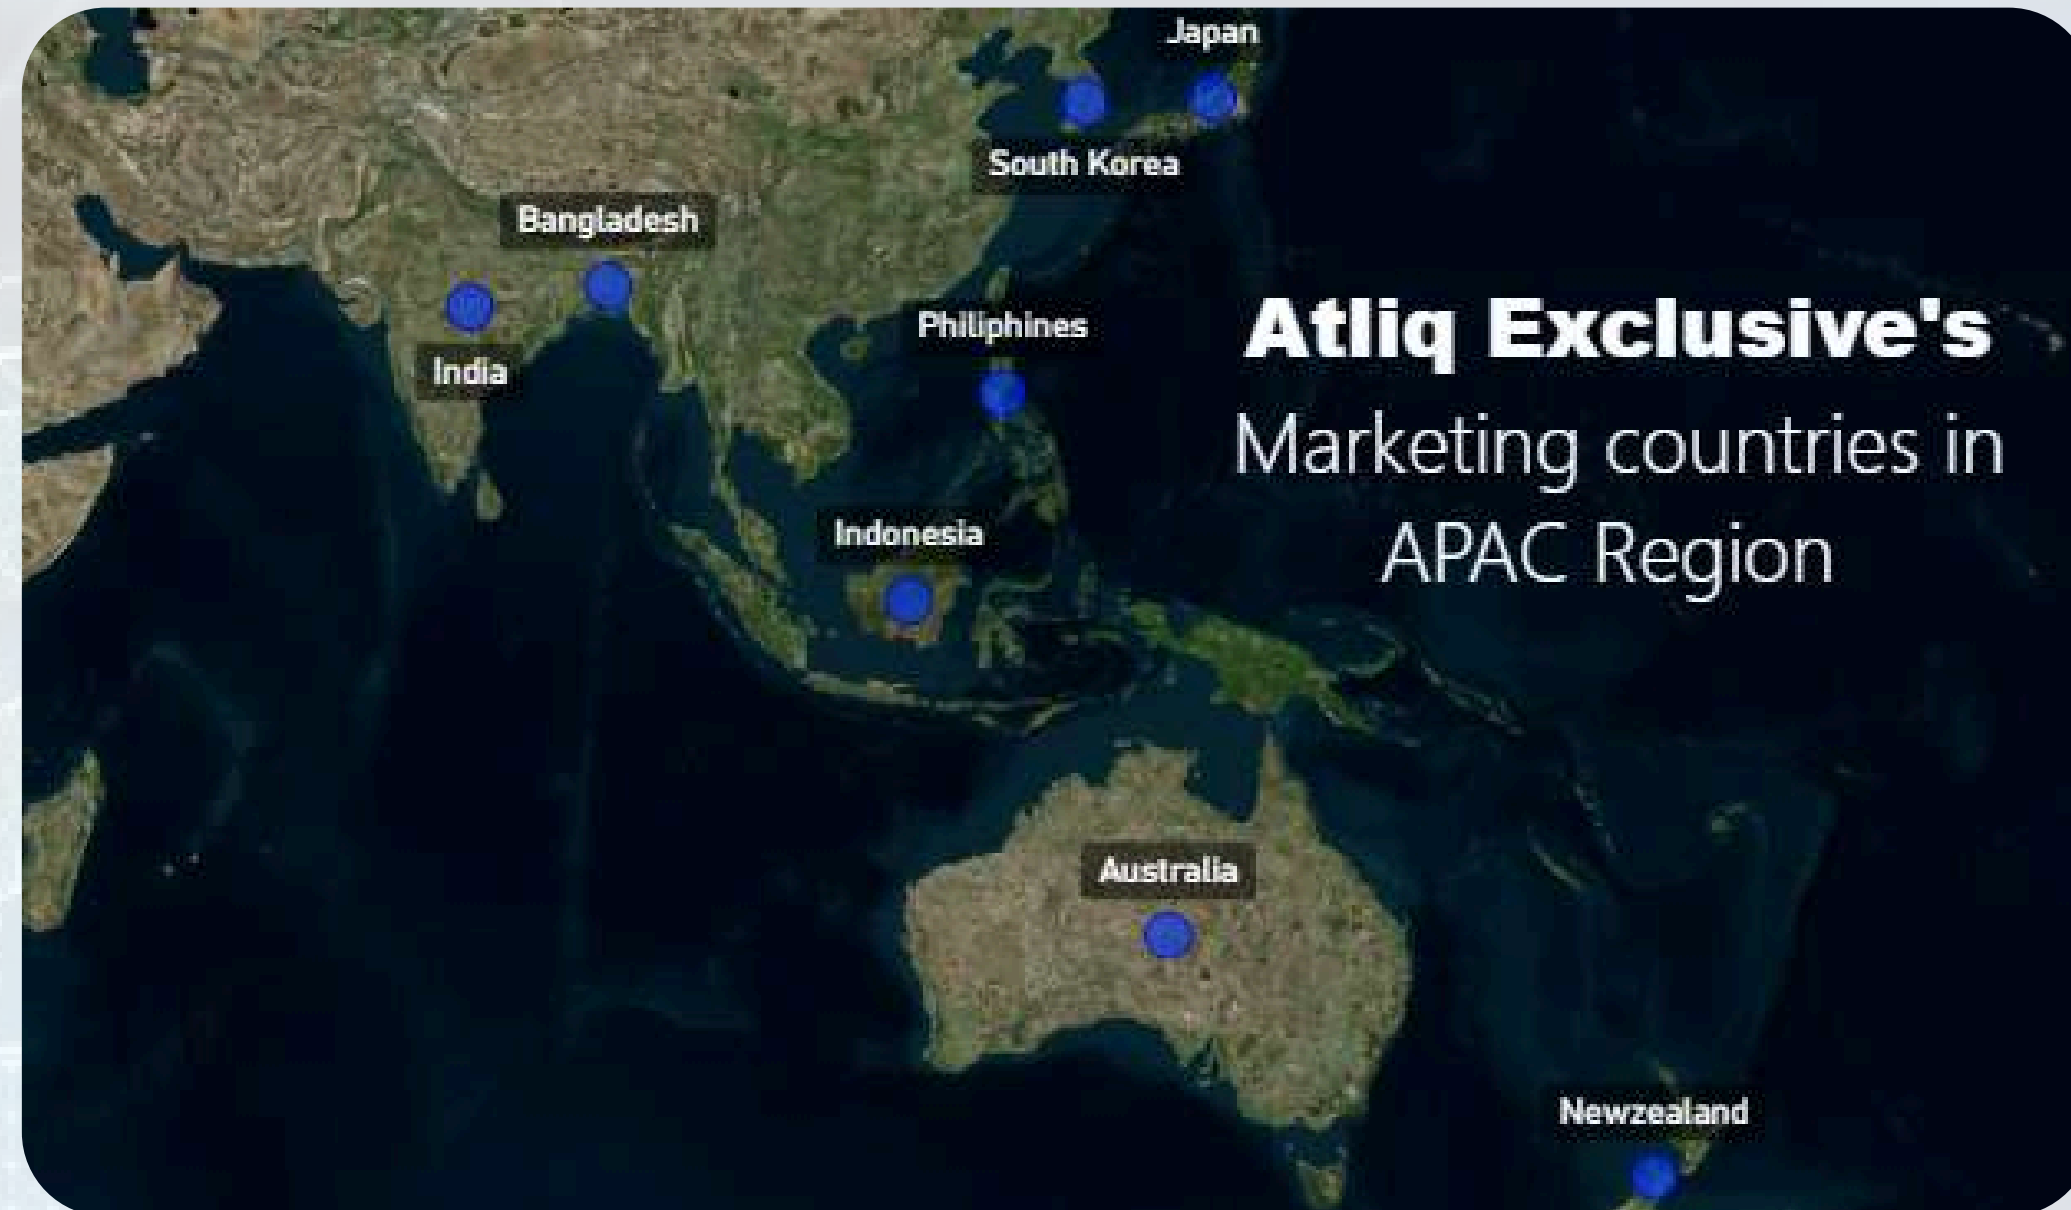 Japan
South Korea
Bangladesh
India
Philiphines
Atliq Exclusive's
Marketing countries in
APAC Region
Indonesia
Australia
Newzealand